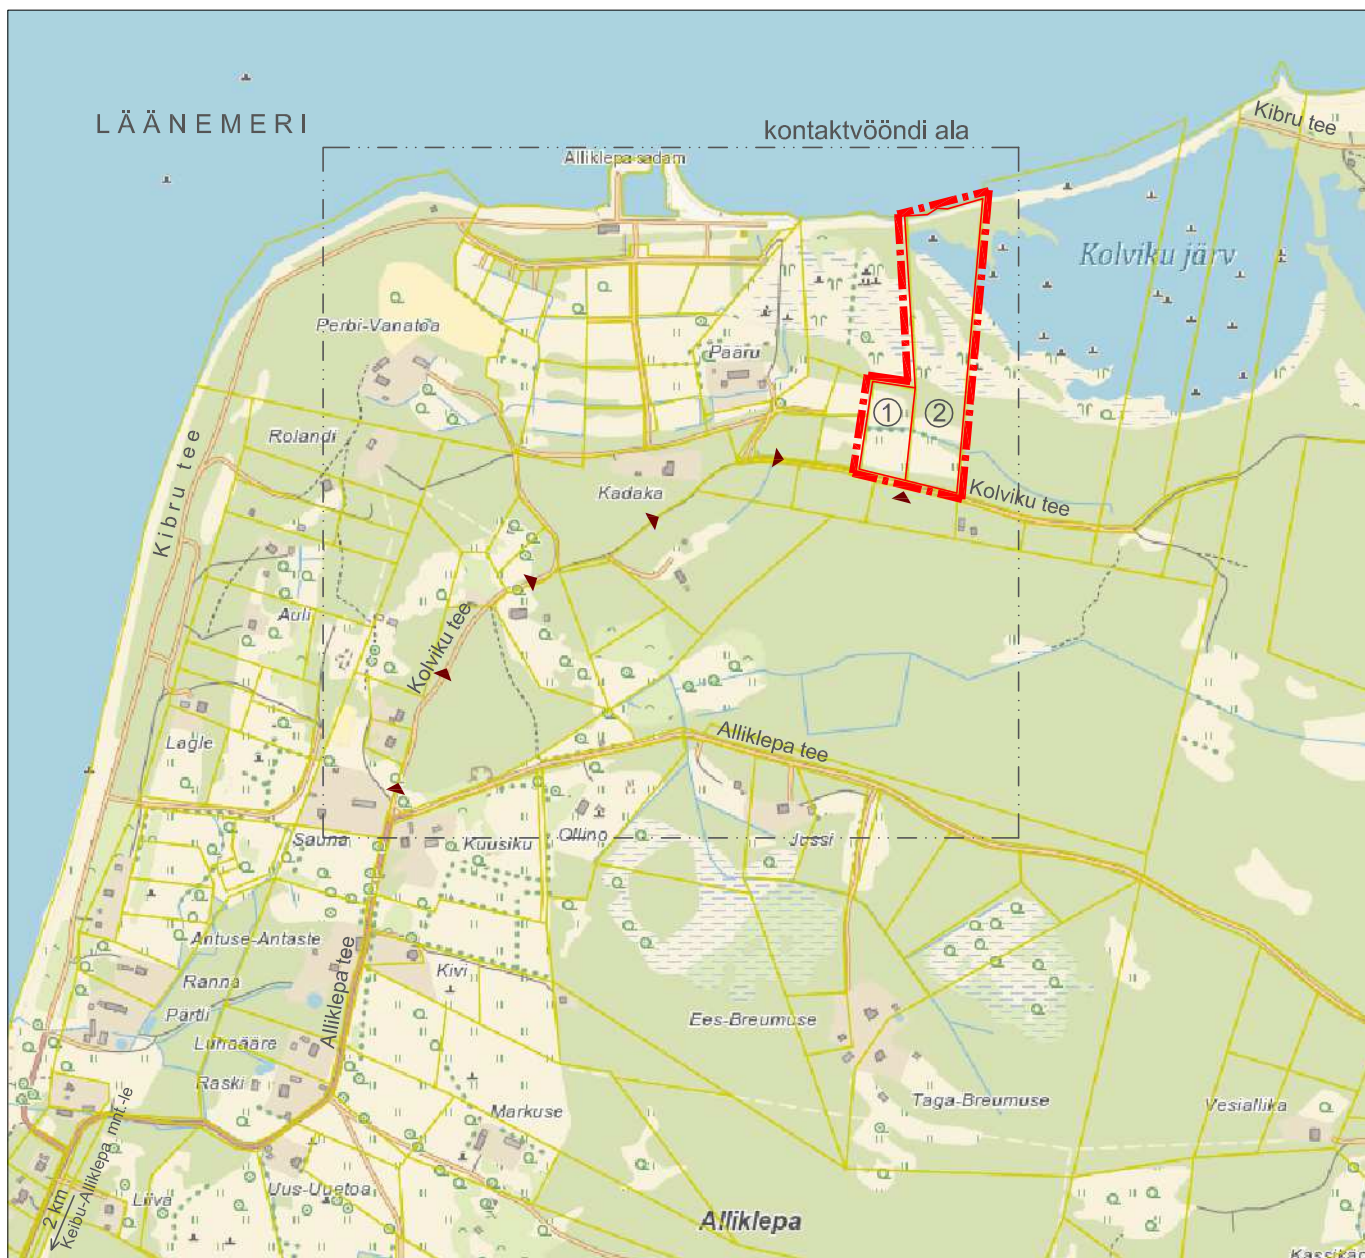 LÄÄNEMERI
kontaktvööndi ala
Kibru tee
Alliklepa sadam
Kolviku järv
Perbi-Vanatoa
Pääru
1
2
Rolandi
Kadaka
Kolviku tee
Kibru tee
Auli
Kolviku tee
Lagle
Alliklepa tee
Sauna
Kuusiku
Ollino
Jussi
Antuse-Antaste
Ranna
Kivi
Pärtli
Alliklepa tee
Ees-Breumuse
Luhaääre
Raski
Markuse
Taga-Breumuse
Vesiallika
2 km
Keibu-Alliklepa mnt.-le
Liiva
Uus-Uuetoa
Alliklepa